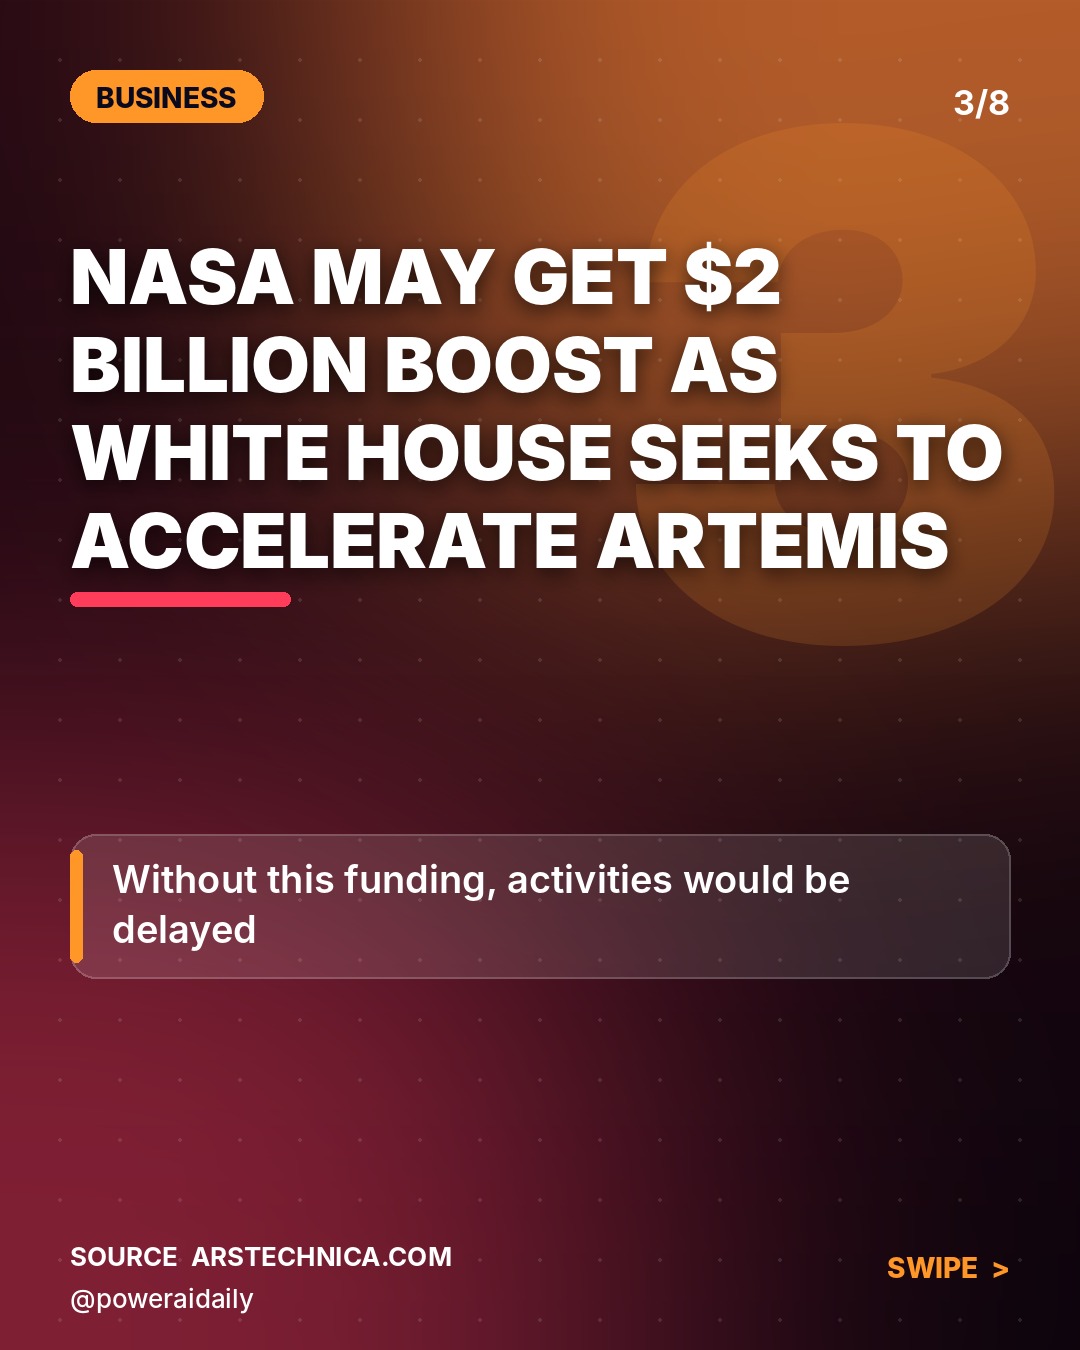 BUSINESS
3/8
3
NASA MAY GET $2
BILLION BOOST AS
WHITE HOUSE SEEKS TO
ACCELERATE ARTEMIS
Without this funding, activities would be
delayed
SOURCE ARSTECHNICA.COM
@poweraidaily
SWIPE >